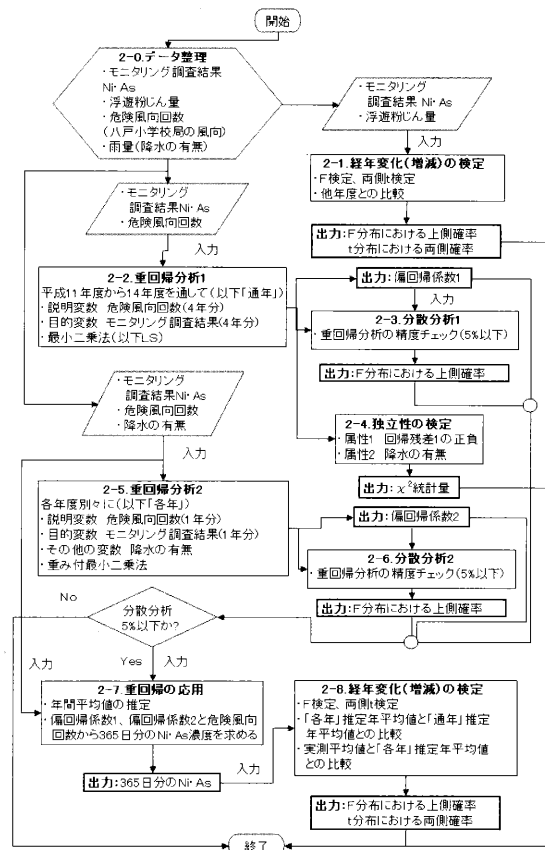 開始
2-0.データ整理
・モニタリング調査結果
Ni・As
・浮遊粉じん量
・危険風向回数
(八戸小学校局の風向)
・雨量(降水の有無)
・モニタリング
調査結果 Ni・As
・浮遊粉じん量
入力
2-1.経年変化(増減)の検定
・F検定、両側t検定
・他年度との比較
出力:F分布における上側確率
t分布における両側確率
・モニタリング
調査結果Ni・As
・危険風向回数
入力
2-2.重回帰分析1
平成11年度から14年度を通して(以下「通年」)
・説明変数 危険風向回数(4年分)
・目的変数 モニタリング調査結果(4年分)
・最小二乗法(以下LS)
出力:偏回帰係数1
入力
2-3.分散分析1
・重回帰分析の精度チェック(5%以下)
出力:F分布における上側確率
・モニタリング
調査結果Ni・As
・危険風向回数
・降水の有無
入力
2-4.独立性の検定
・属性1 回帰残差1の正負
・属性2 降水の有無
出力:χ²統計量
2-5.重回帰分析2
各年度別々に(以下「各年」)
・説明変数 危険風向回数(1年分)
・目的変数 モニタリング調査結果(1年分)
・その他の変数 降水の有無
・重み付最小二乗法
出力:偏回帰係数2
2-6.分散分析2
・重回帰分析の精度チェック(5%以下)
出力:F分布における上側確率
No
分散分析
5%以下か?
入力
Yes
入力
2-7.重回帰の応用
・年間平均値の推定
・偏回帰係数1、偏回帰係数2と危険風向
回数から365日分のNi・As濃度を求める
出力:365日分のNi・As
入力
2-8.経年変化(増減)の検定
・F検定、両側t検定
・「各年」推定年平均値と「通年」推定
年平均値との比較
・実測平均値と「各年」推定年平均値
との比較
出力:F分布における上側確率
t分布における両側確率
終了